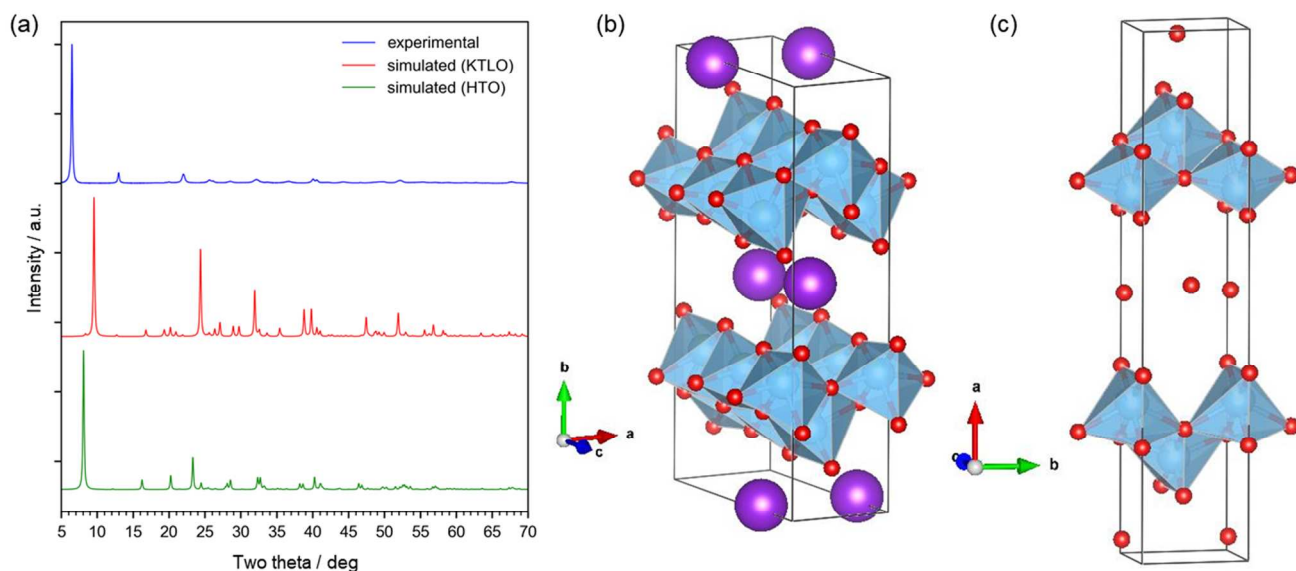 (a)
experimental
simulated (KTLO)
simulated (HTO)
Intensity / a.u.
5 10 15 20 25 30 35 40 45 50 55 60 65 70
Two theta / deg
(b)
b
a
c
(c)
a
c
b